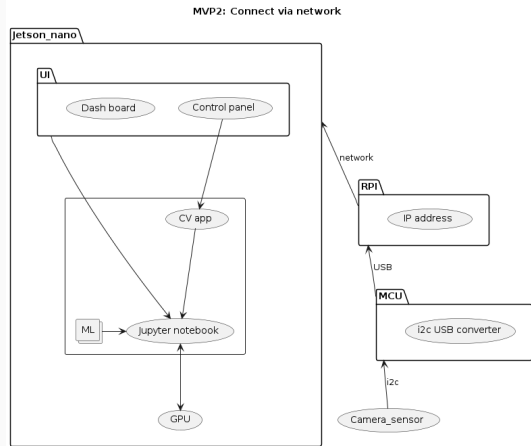 MVP2: Connect via network
Jetson_nano
UI
Dash board
Control panel
network
RPI
IP address
CV app
USB
MCU
i2c USB converter
ML
Jupyter notebook
i2c
GPU
Camera_sensor